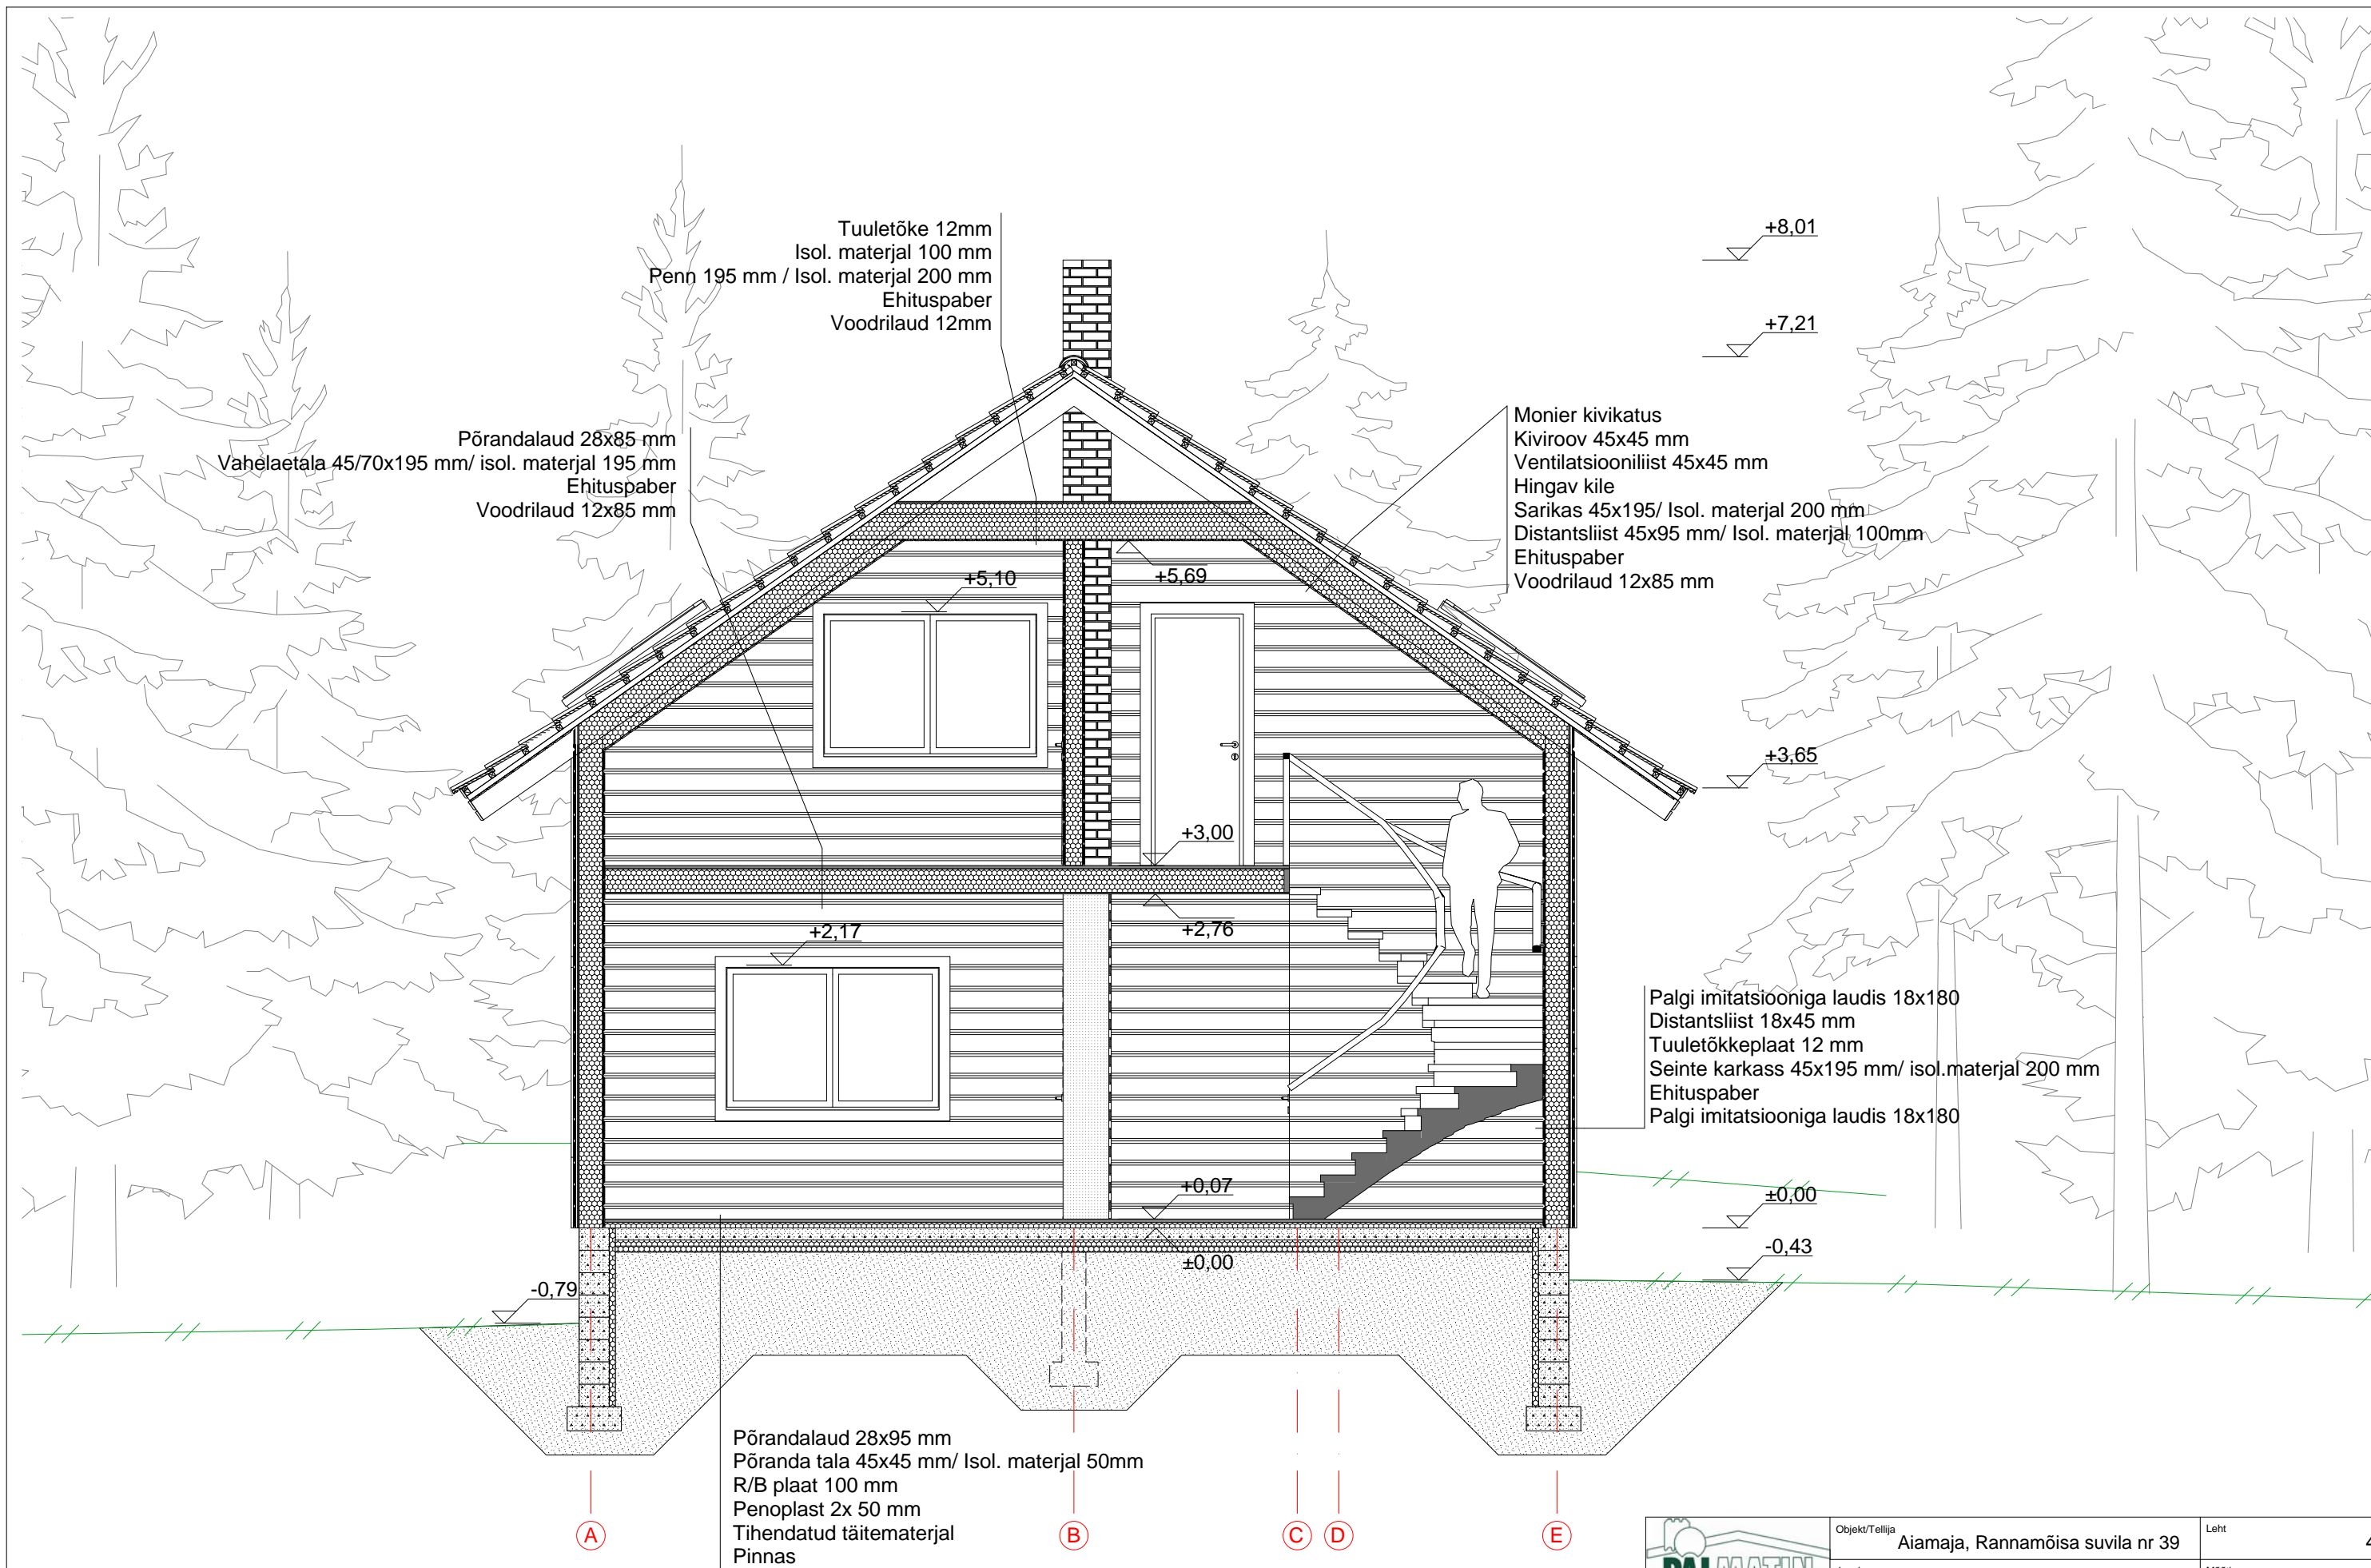 Tuuletõke 12mm
Isol. materjal 100 mm
Penn 195 mm / Isol. materjal 200 mm
Ehituspaber
Voodrilaud 12mm
+8,01
+7,21
Põrandalaud 28x85 mm
Vahelaetala 45/70x195 mm/ isol. materjal 195 mm
Ehituspaber
Voodrilaud 12x85 mm
Monier kivikatus
Kiviroov 45x45 mm
Ventilatsiooniliist 45x45 mm
Hingav kile
Sarikas 45x195/ Isol. materjal 200 mm
Distantsliist 45x95 mm/ Isol. materjal 100mm
Ehituspaber
Voodrilaud 12x85 mm
+5,10
+5,69
+3,65
+3,00
+2,76
+2,17
Palgi imitatsiooniga laudis 18x180
Distantsliist 18x45 mm
Tuuletõkkeplaat 12 mm
Seinte karkass 45x195 mm/ isol.materjal 200 mm
Ehituspaber
Palgi imitatsiooniga laudis 18x180
+0,07
±0,00
±0,00
-0,43
-0,79
Põrandalaud 28x95 mm
Põranda tala 45x45 mm/ Isol. materjal 50mm
R/B plaat 100 mm
Penoplast 2x 50 mm
Tihendatud täitematerjal
Pinnas
A
B
C
D
E
Objekt/Tellija
Aiamaja, Rannamõisa suvila nr 39
Leht